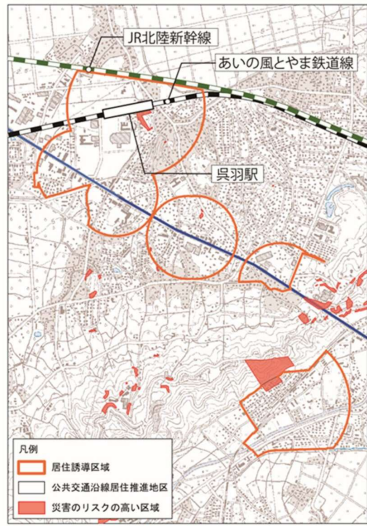 JR北陸新幹線
あいの風とやま鉄道線
呉羽駅
凡例
居住誘導区域
公共交通沿線居住推進地区
災害のリスクの高い区域